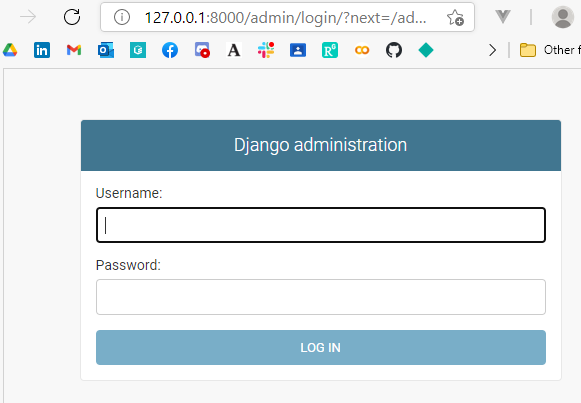 127.0.0.1:8000/admin/login/?next=/ad...
Other f
Django administration
Username:
Password:
LOG IN